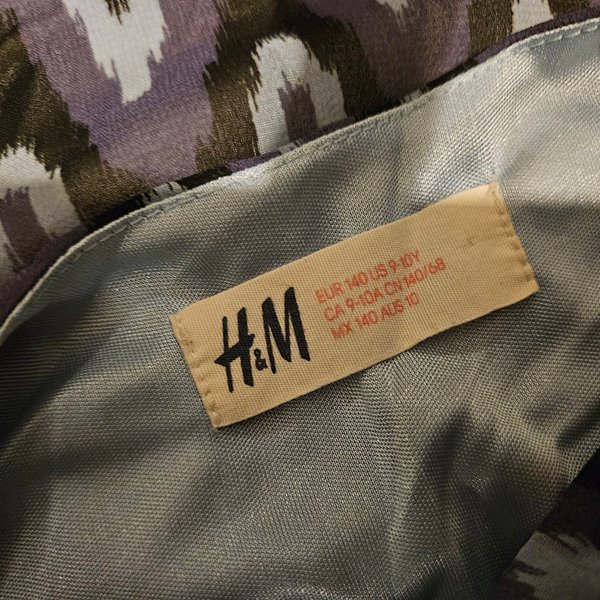 H&M
EUR 140 US 9-10Y
CA 9-10A CN 140/68
MX 140 AUS 10